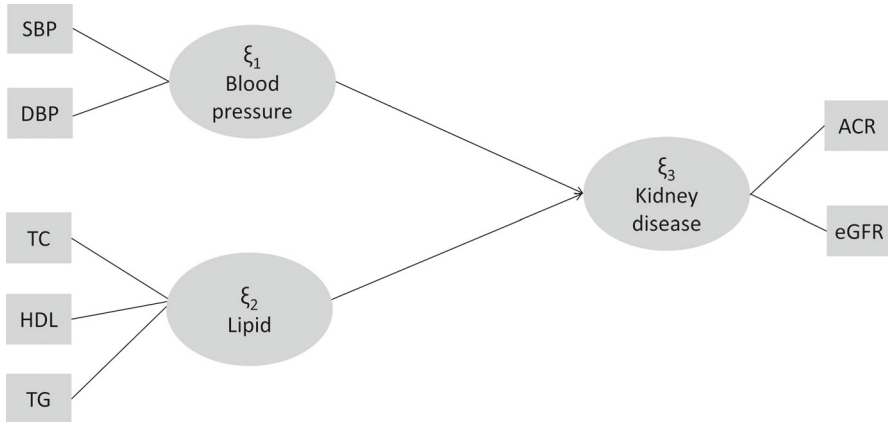 SBP
DBP
ξ1
Blood
pressure
TC
HDL
TG
ξ2
Lipid
ξ3
Kidney
disease
ACR
eGFR